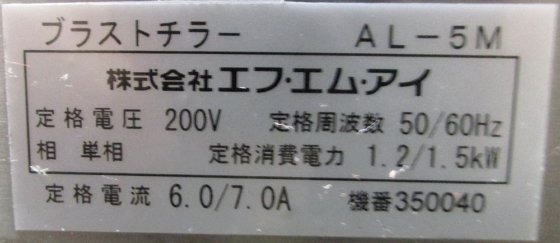 ブラストチラー AL-5M
株式会社エフ・エム・アイ
定格電圧 200V 定格周波数 50/60Hz
相 単相 定格消費電力 1.2/1.5kW
定格電流 6.0/7.0A 機番350040